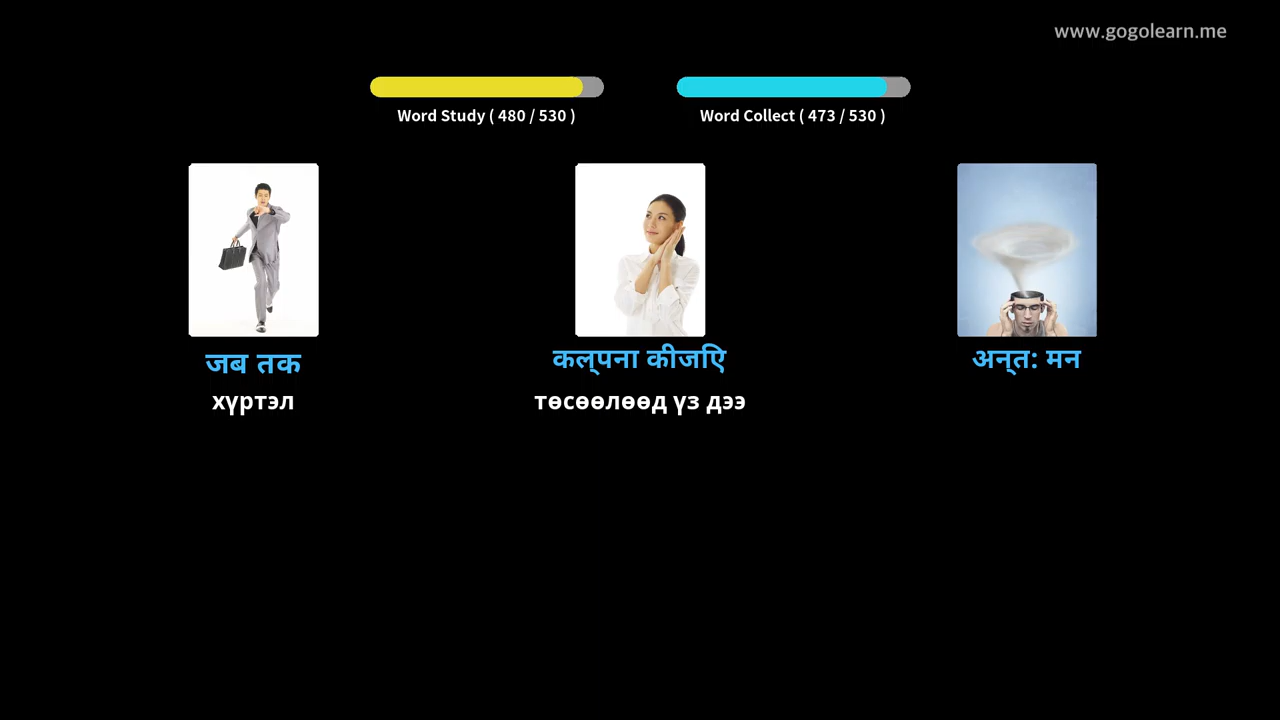 www.gogolearn.me
Word Study ( 480 / 530 )
Word Collect ( 473 / 530 )
जब तक
कल्पना कीजिए
अन्त: मन
хүртэл
төсөөлөөд үз дээ